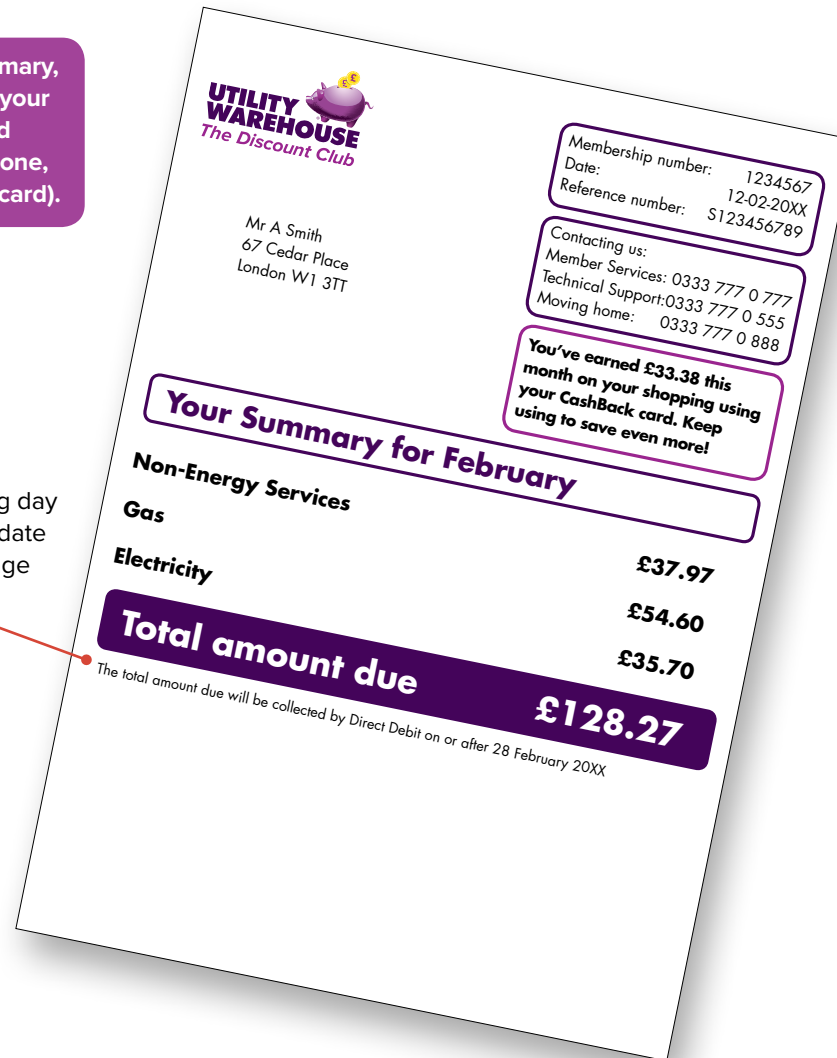 mary,
your
d
one,
card).
UTILITY
WAREHOUSE
The Discount Club
Membership number: 1234567
Date: 12-02-20XX
Reference number: S123456789
Mr A Smith
67 Cedar Place
London W1 3TT
Contacting us:
Member Services: 0333 777 0 777
Technical Support:0333 777 0 555
Moving home: 0333 777 0 888
You've earned £33.38 this
month on your shopping using
your CashBack card. Keep
using to save even more!
Your Summary for February
Non-Energy Services £37.97
Gas £54.60
Electricity £35.70
Total amount due £128.27
The total amount due will be collected by Direct Debit on or after 28 February 20XX
g day
date
ge